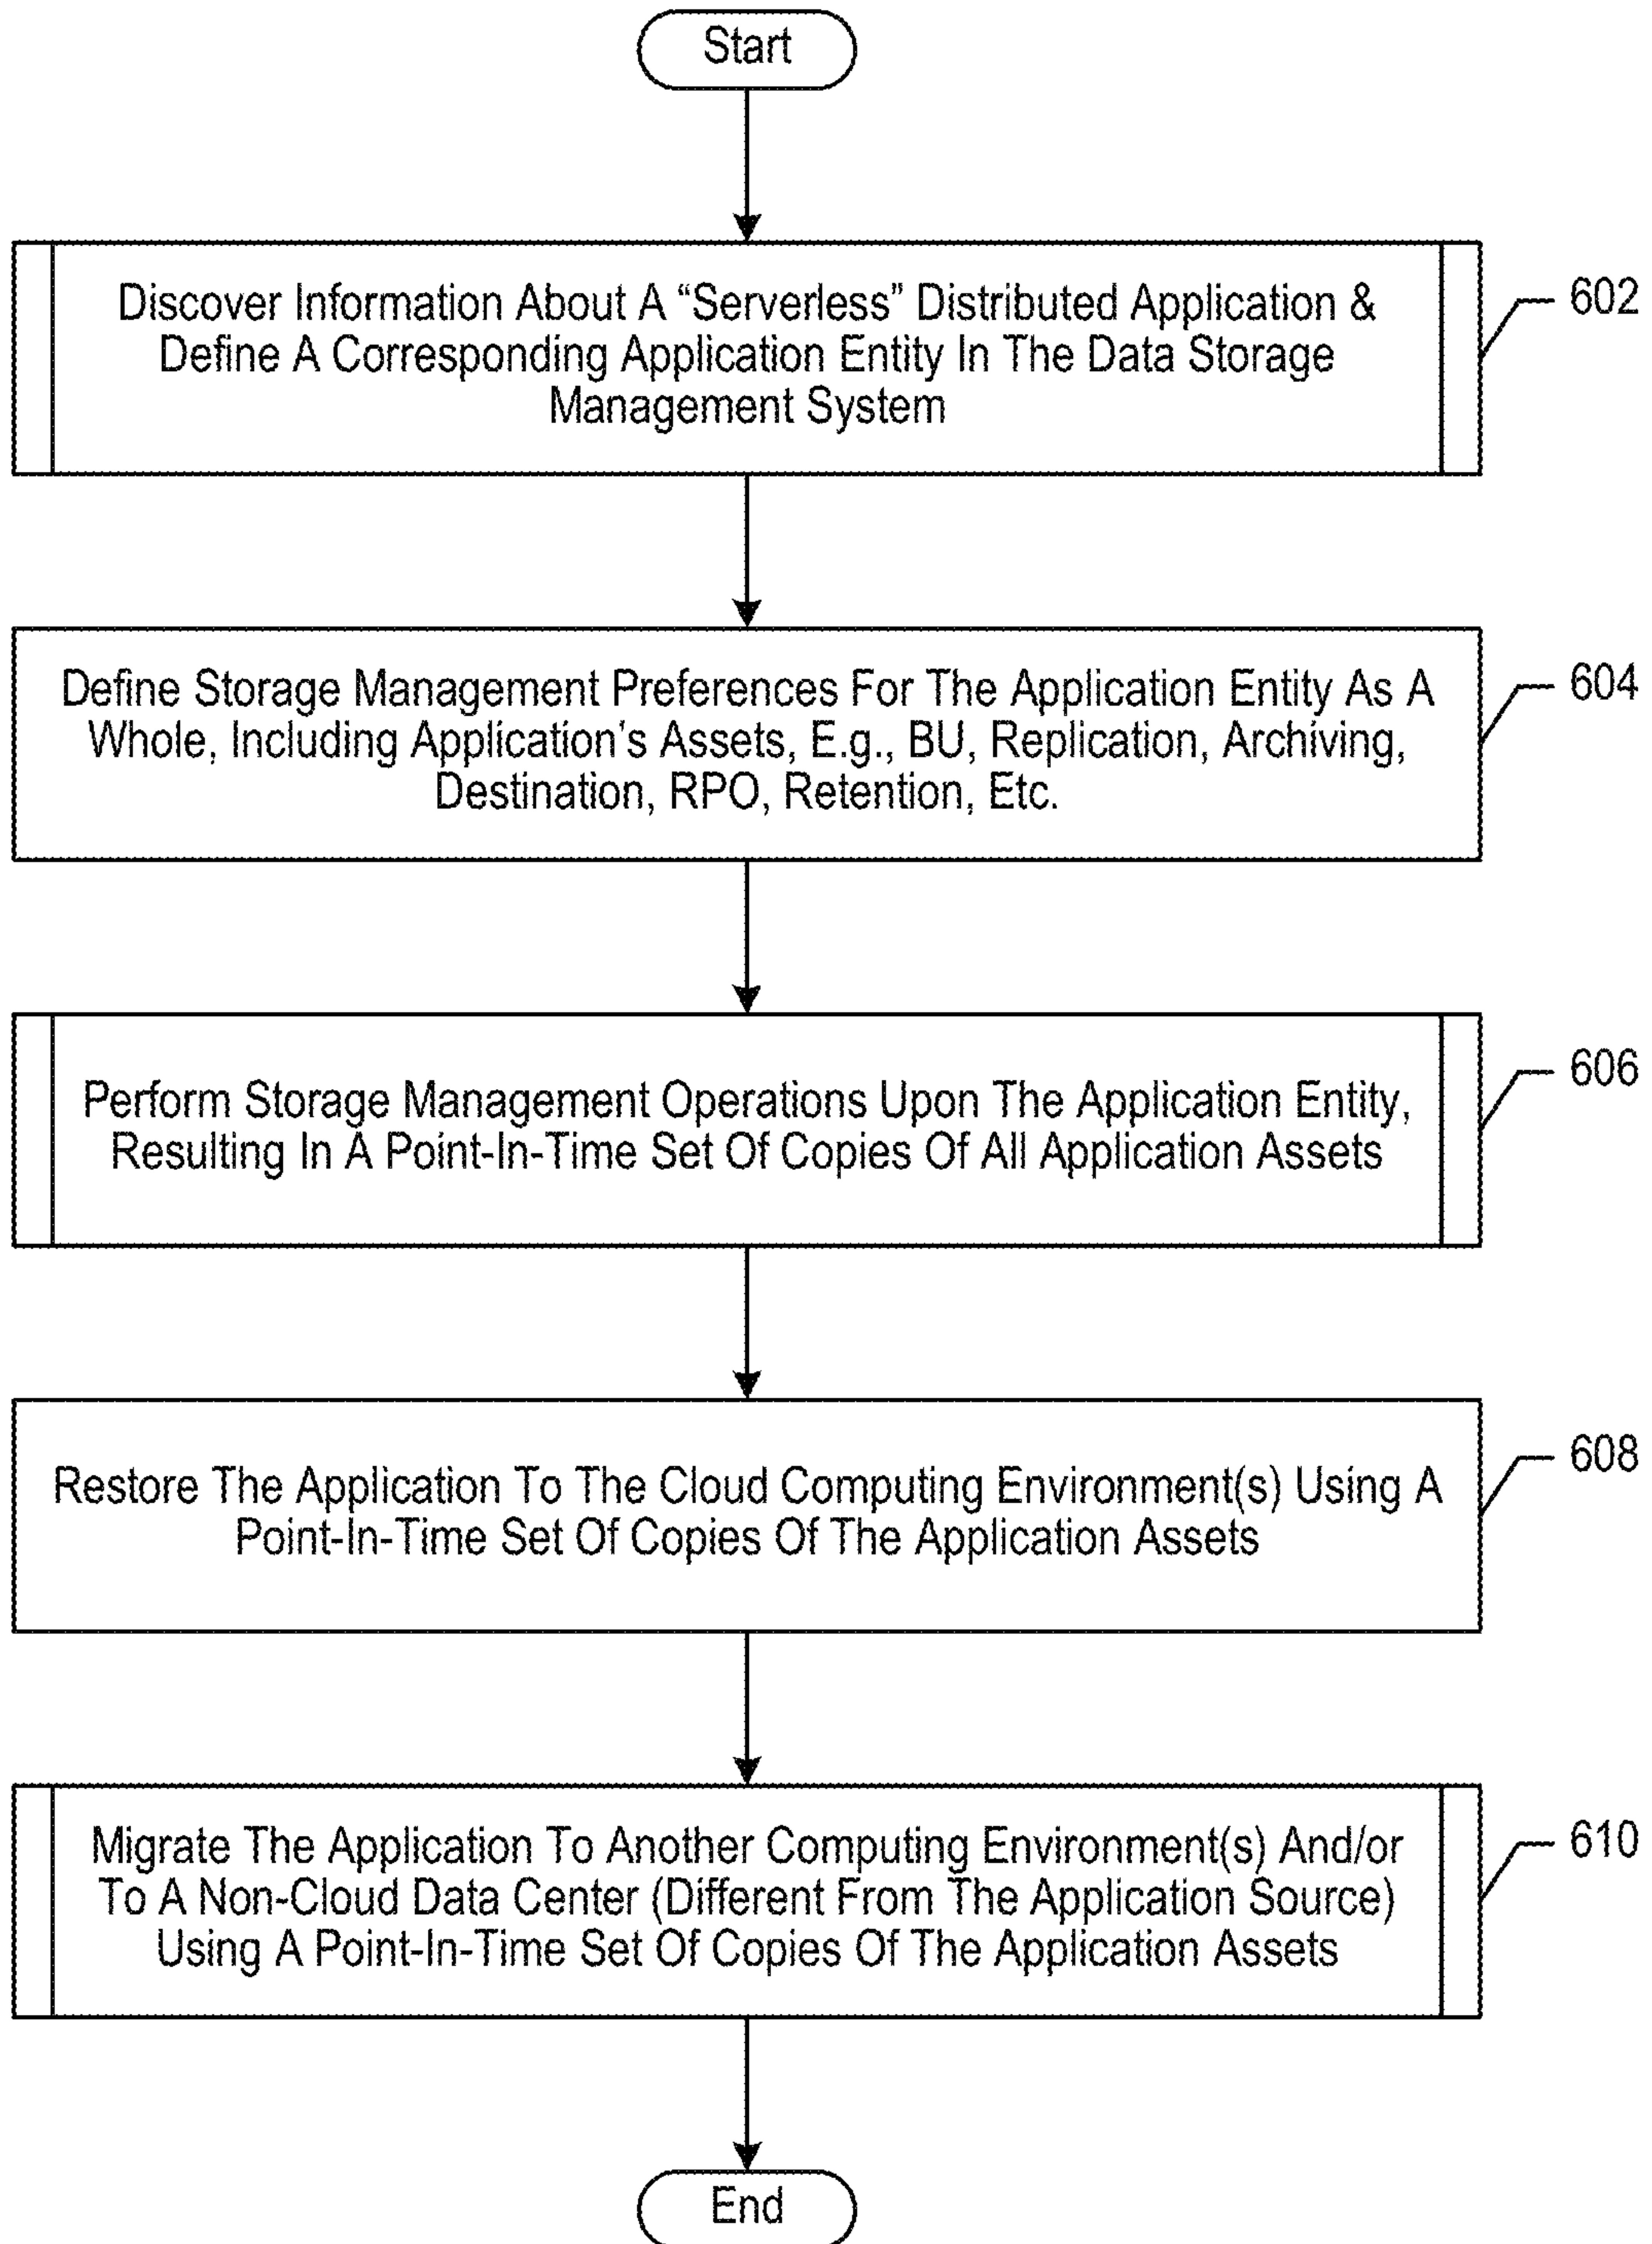 Start
Discover Information About A “Serverless” Distributed Application &
Define A Corresponding Application Entity In The Data Storage
Management System
602
Define Storage Management Preferences For The Application Entity As A
Whole, Including Application’s Assets, E.g., BU, Replication, Archiving,
Destination, RPO, Retention, Etc.
604
Perform Storage Management Operations Upon The Application Entity,
Resulting In A Point-In-Time Set Of Copies Of All Application Assets
606
Restore The Application To The Cloud Computing Environment(s) Using A
Point-In-Time Set Of Copies Of The Application Assets
608
Migrate The Application To Another Computing Environment(s) And/or
To A Non-Cloud Data Center (Different From The Application Source)
Using A Point-In-Time Set Of Copies Of The Application Assets
610
End